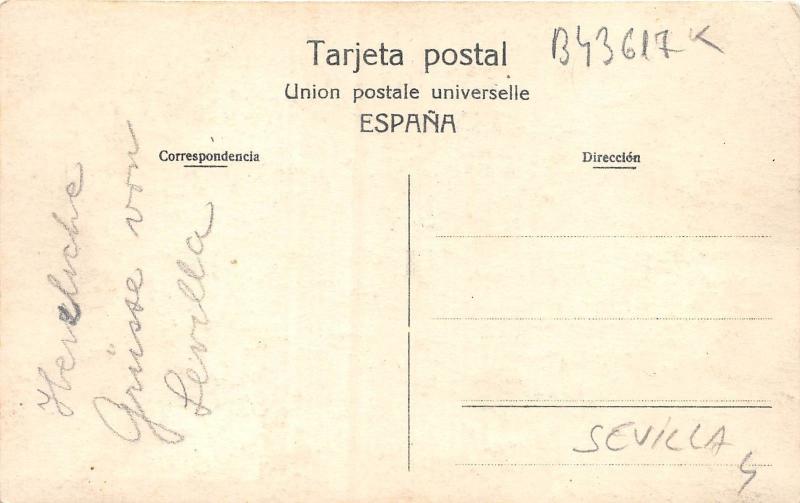 Tarjeta postal
B43617K
Union postale universelle
ESPAÑA
Correspondencia
Dirección
Herzliche
Grüsse von
Sevilla
SEVILLA